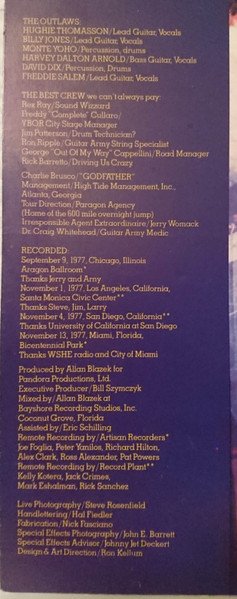 THE OUTLAWS:
HUGHIE THOMASSON/Lead Guitar, Vocals
BILLY JONES/Lead Guitar, Vocals
MONTE YOHO/Percussion, drums
HARVEY DALTON ARNOLD/Bass Guitar, Vocals
DAVID DIX/Percussion, Drums
FREDDIE SALEM/Lead Guitar, Vocals
THE BEST CREW we can't always pay:
Rex Ray/Sound Wizzard
Freddy "Complete" Cullaro/
YBOR City Stage Manager
Jim Patterson/Drum Technician?
Ron Ripple/Guitar Army String Specialist
George "Out Of My Way" Cappellini/Road Manager
Rick Barretto/Driving Us Crazy
Charlie Brusco/"GODFATHER"
Management/High Tide Management, Inc.,
Atlanta, Georgia
Tour Direction/Paragon Agency
(Home of the 600 mile overnight jump)
Irresponsible Agent Extraordinaire/Jerry Womack
Dr. Craig Whitehead/Guitar Army Medic
RECORDED:
September 9, 1977, Chicago, Illinois
Aragon Ballroom*
Thanks Jerry and Arny
November 1, 1977, Los Angeles, California,
Santa Monica Civic Center**
Thanks Steve, Jim, Larry
November 4, 1977, San Diego, California**
Thanks University of California at San Diego
November 13, 1977, Miami, Florida,
Bicentennial Park*
Thanks WSHE radio and City of Miami
Produced by Allan Blazek for
Pandora Productions, Ltd.
Executive Producer/Bill Szymczyk
Mixed by/Allan Blazek at
Bayshore Recording Studios, Inc.
Coconut Grove, Florida
Assisted by/Eric Schilling
Remote Recording by/Artisan Recorders*
Joe Foglia, Peter Yanilos, Richard Hilton,
Alex Clark, Ross Alexander, Pat Powers
Remote Recording by/Record Plant**
Kelly Kotera, Jack Crimes,
Mark Eshalman, Rick Sanchez
Live Photography/Steve Rosenfield
Handlettering/Hal Fiedler
Fabrication/Nick Fasciano
Special Effects Photography/John E. Barrett
Special Effects Advisor/Johnny Jet Deckert
Design & Art Direction/Ron Kellum